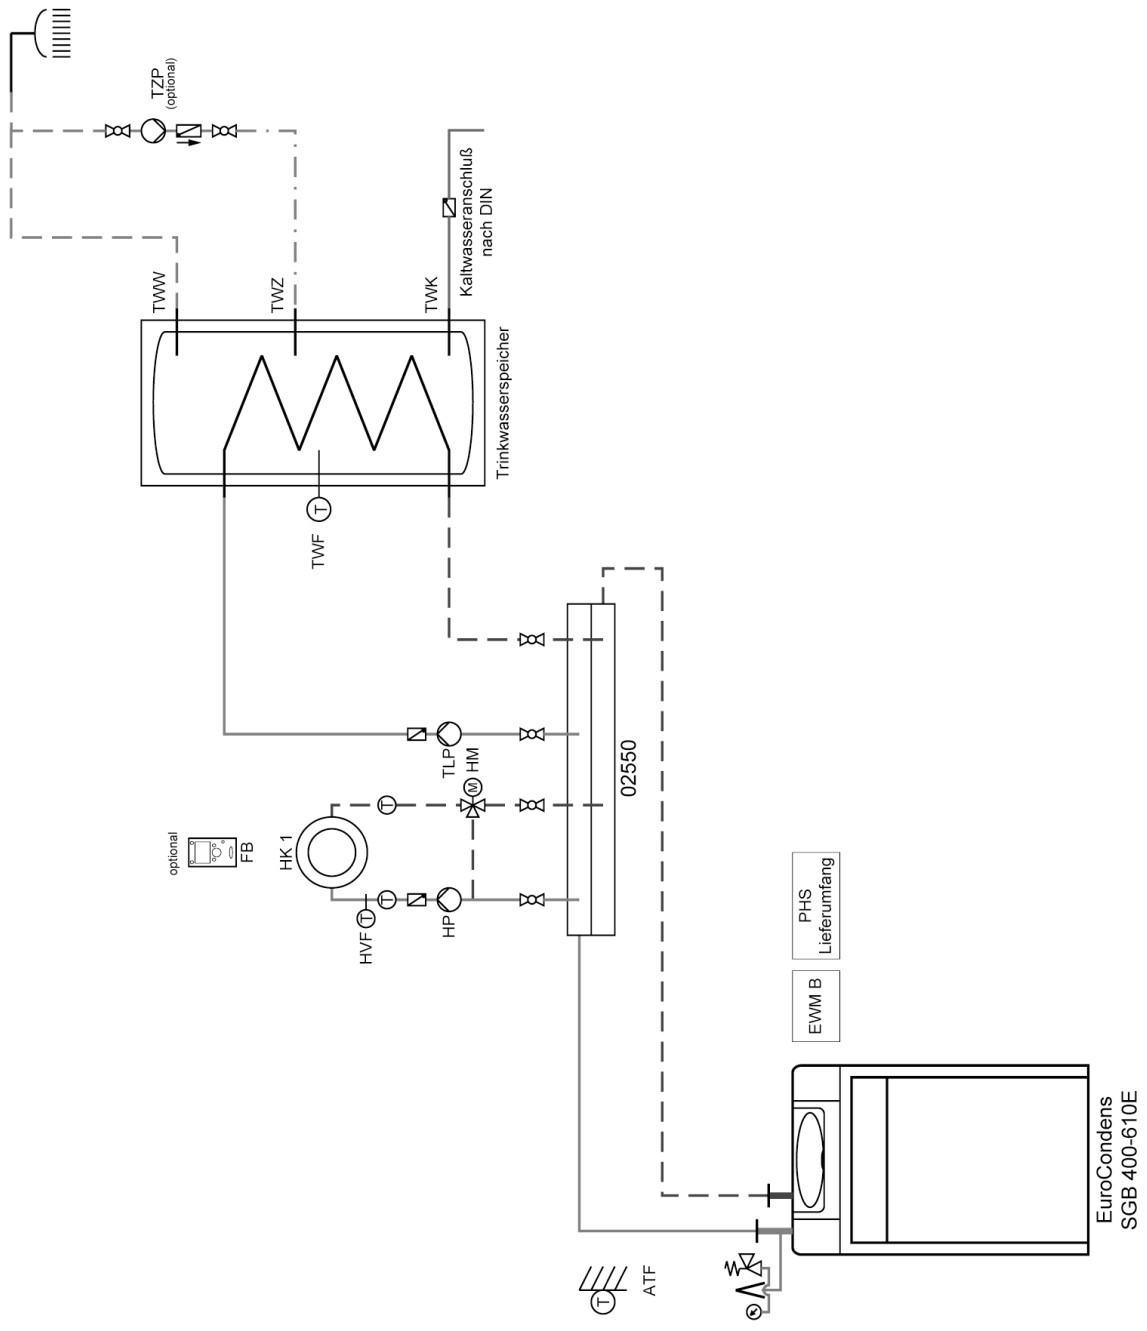 TZP
(optional)
TWW
TWZ
TWK
Kaltwasseranschluß
nach DIN
Trinkwasserspeicher
T
TWF
TLP
HM
M
02550
optional
FB
HK 1
T
T
T
HVF
HP
PHS
Lieferumfang
EWM B
T
ATF
EuroCondens
SGB 400-610E